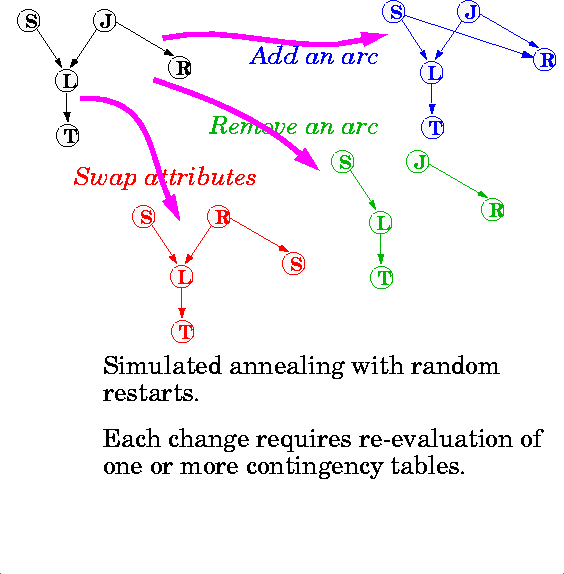 S J S J
R R
L Add an arc L
T Remove an arc T
Swap attributes S J
S R L R
L S T
T
Simulated annealing with random
restarts.
Each change requires re-evaluation of
one or more contingency tables.